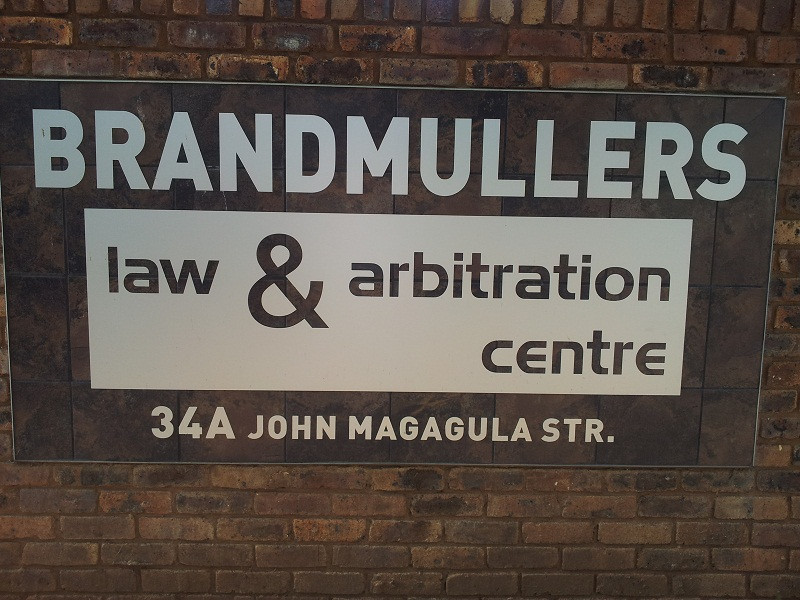 BRANDMULLERS
law & arbitration
centre
34A JOHN MAGAGULA STR.